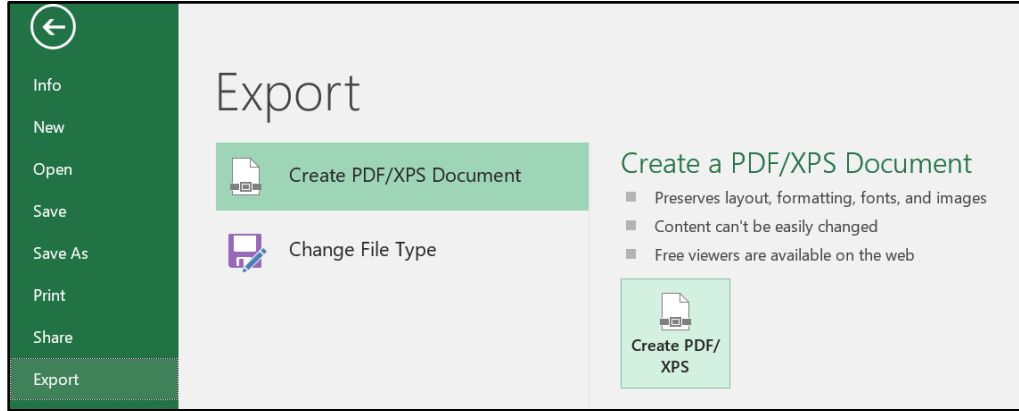 Info
New
Open
Save
Save As
Print
Share
Export
Export
Create PDF/XPS Document
Change File Type
Create a PDF/XPS Document
Preserves layout, formatting, fonts, and images
Content can't be easily changed
Free viewers are available on the web
Create PDF/
XPS